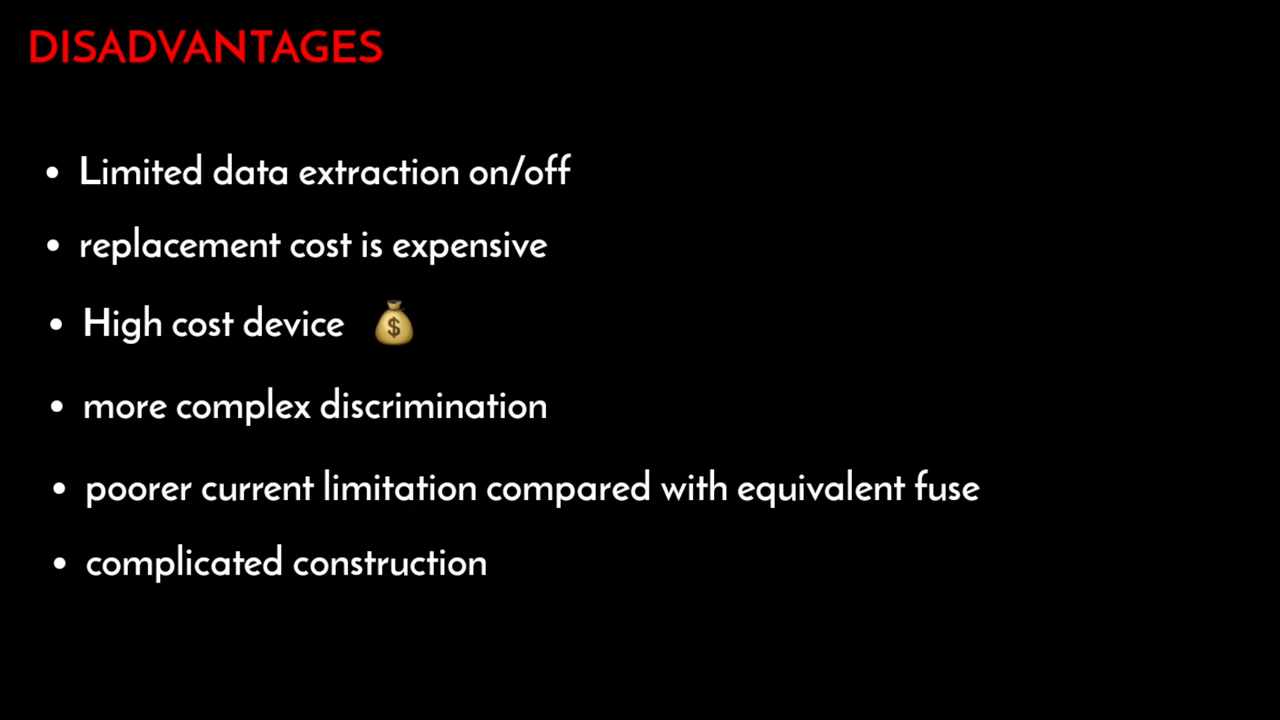 DISADVANTAGES
• Limited data extraction on/off
• replacement cost is expensive
• High cost device 💰
• more complex discrimination
• poorer current limitation compared with equivalent fuse
• complicated construction